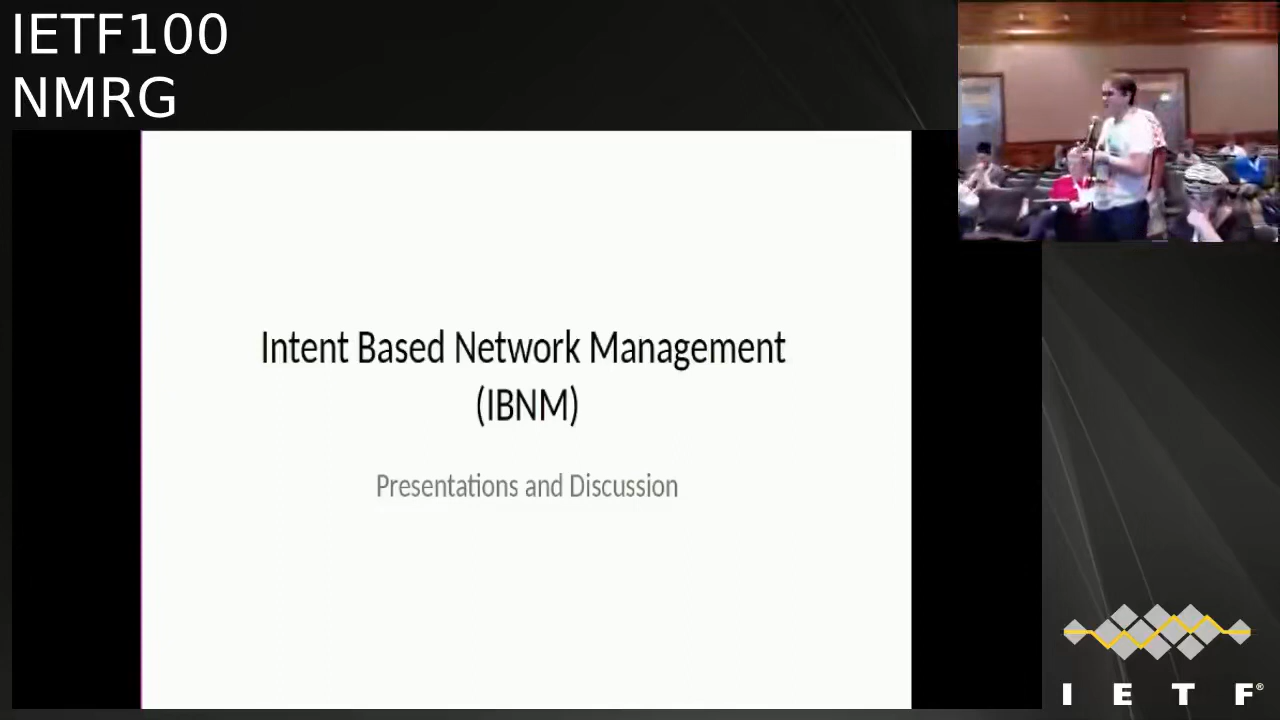 IETF100
NMRG
Intent Based Network Management
(IBNM)
Presentations and Discussion
I E T F®